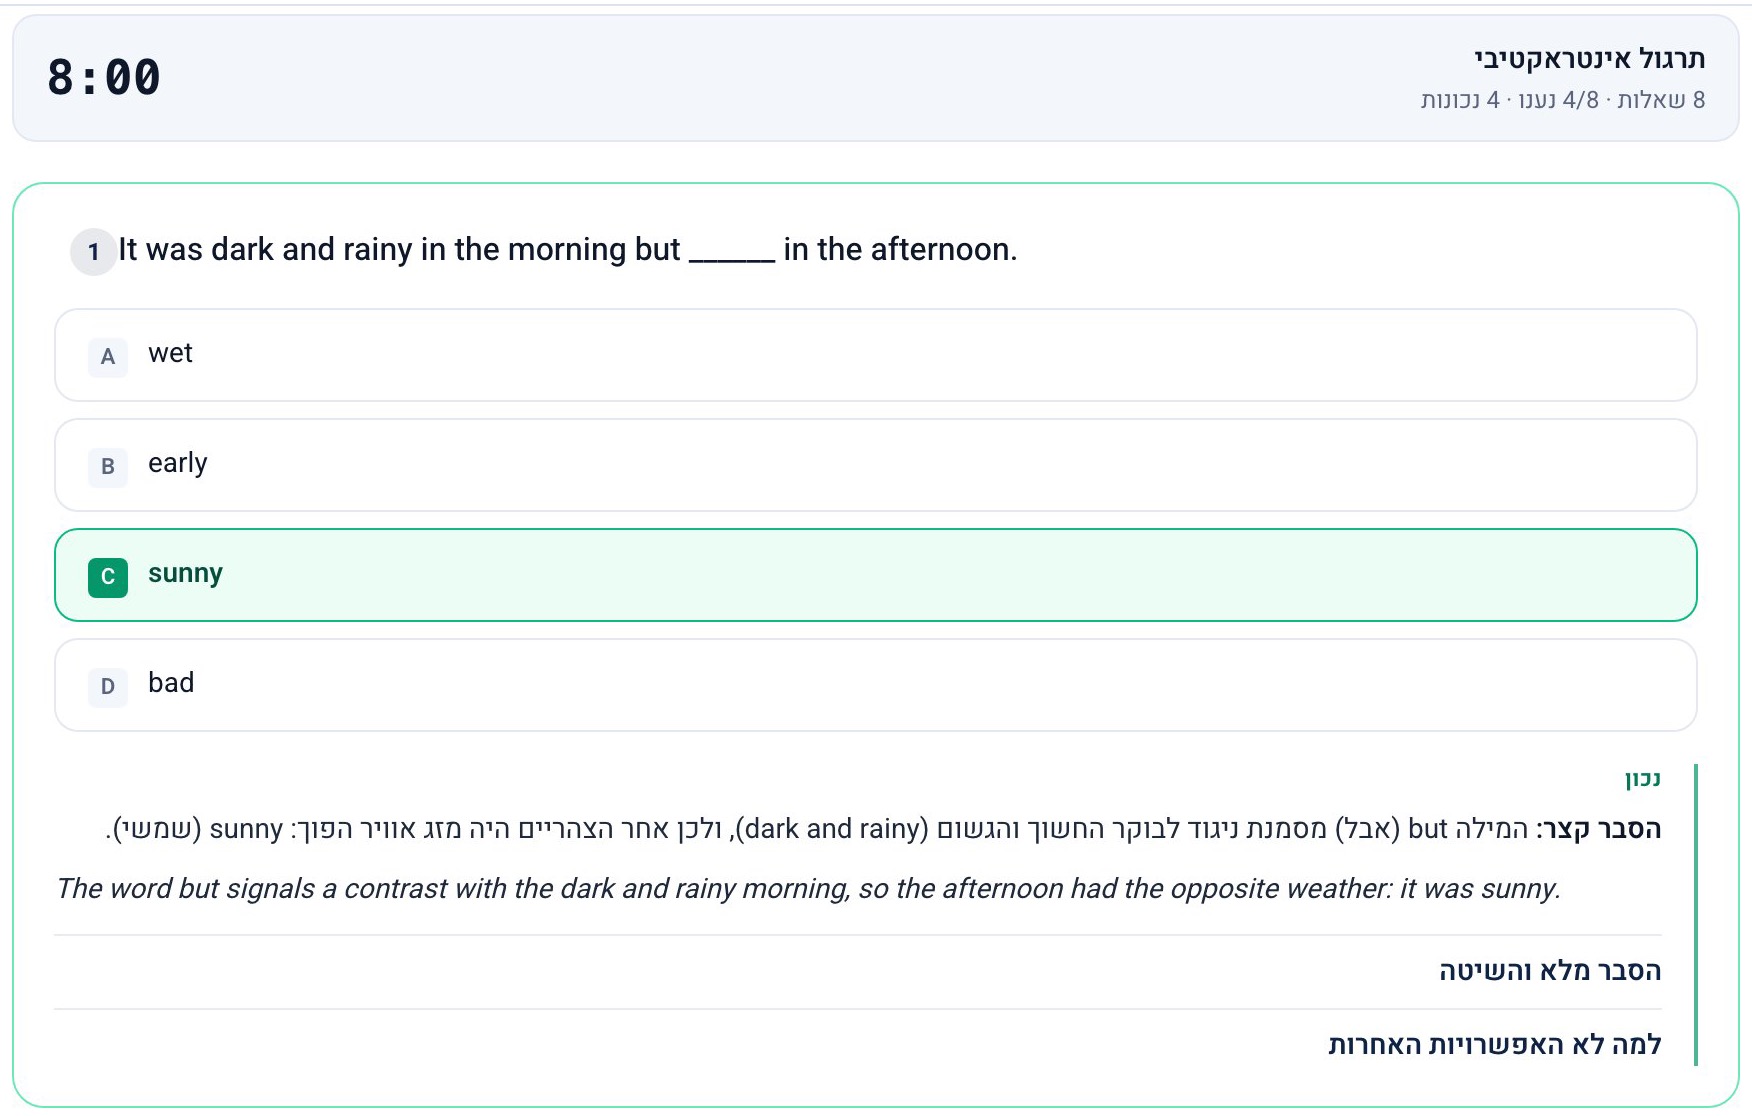 תרגול אינטראקטיבי
8 שאלות · 4/8 נענו · 4 נכונות
8:00
1 It was dark and rainy in the morning but ______ in the afternoon.
A wet
B early
C sunny
D bad
נכון
הסבר קצר: המילה but (אבל) מסמנת ניגוד לבוקר החשוך והגשום (dark and rainy), ולכן אחר הצהריים היה מזג אוויר הפוך: sunny (שמשי).
The word but signals a contrast with the dark and rainy morning, so the afternoon had the opposite weather: it was sunny.
הסבר מלא והשיטה
למה לא האפשרויות האחרות